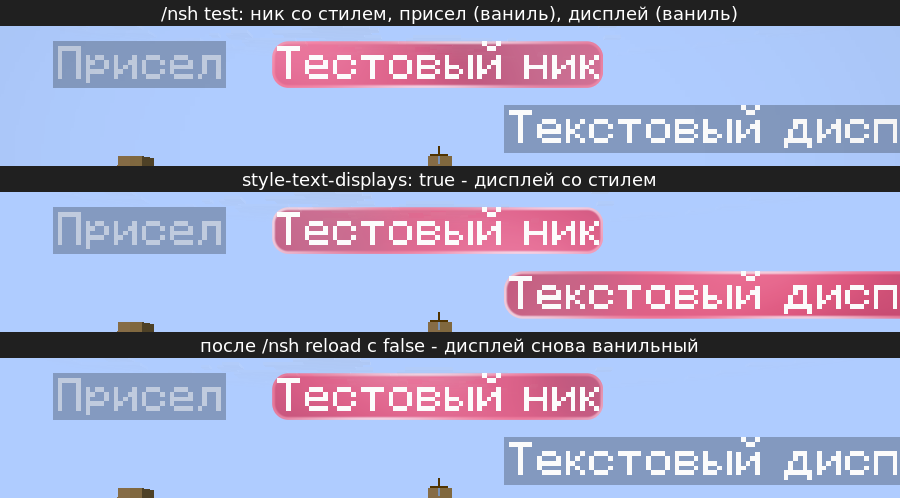 /nsh test: ник со стилем, присел (ваниль), дисплей (ваниль)
Присел Тестовый ник
Текстовый дисп
style-text-displays: true - дисплей со стилем
Присел Тестовый ник
Текстовый дисп
после /nsh reload с false - дисплей снова ванильный
Присел Тестовый ник
Текстовый дисп